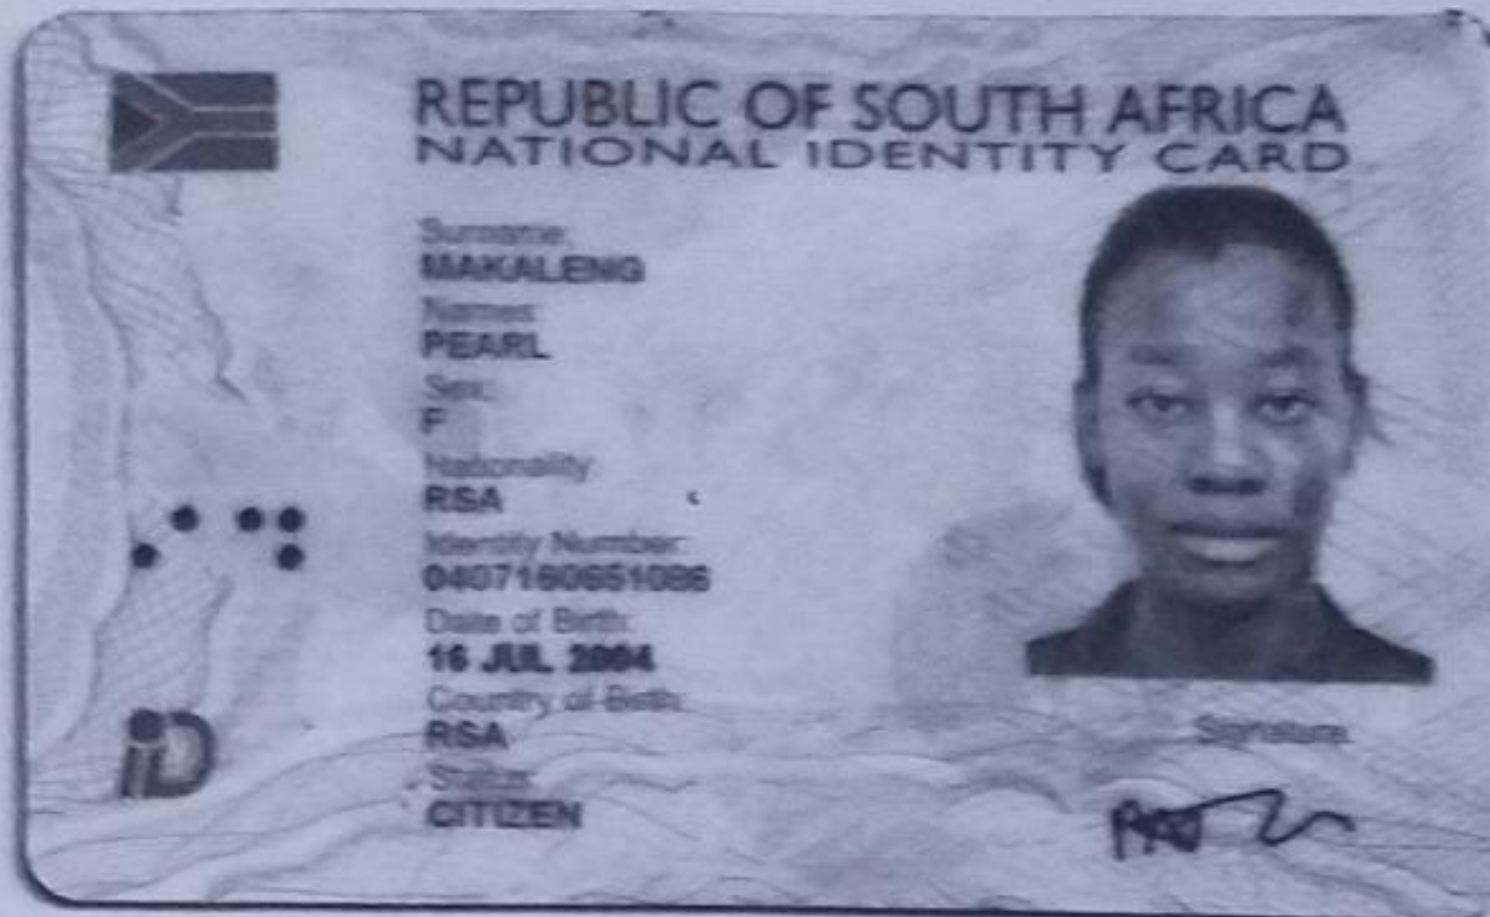 REPUBLIC OF SOUTH AFRICA
NATIONAL IDENTITY CARD
Surname:
MAKALENG
Names:
PEARL
Sex:
F
Nationality:
RSA
Identity Number:
0407160651086
Date of Birth:
16 JUL 2004
Country of Birth:
RSA
Status:
CITIZEN
Signature
iD